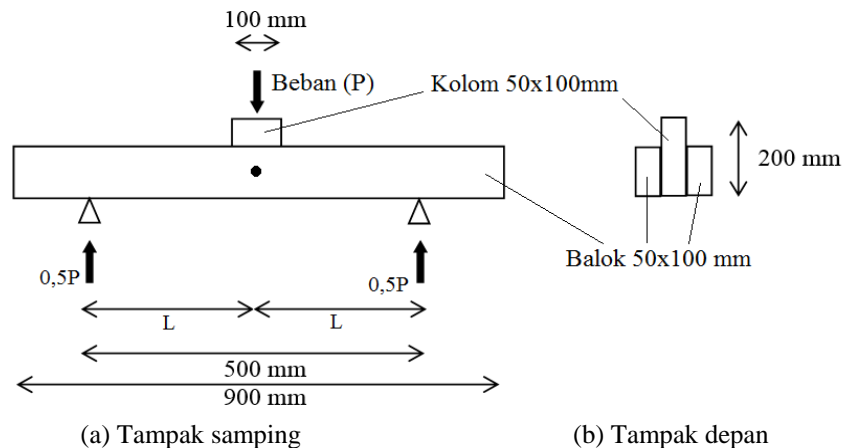 100 mm
Beban (P)
Kolom 50x100mm
200 mm
Balok 50x100 mm
0,5P
0,5P
L
L
500 mm
900 mm
(a) Tampak samping
(b) Tampak depan